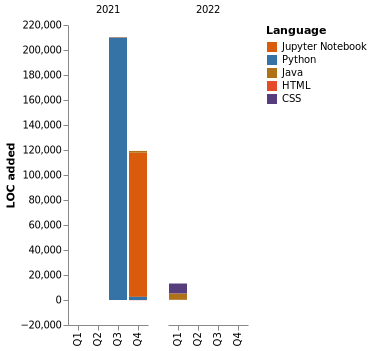 2021
2022
LOC added
220,000
200,000
180,000
160,000
140,000
120,000
100,000
80,000
60,000
40,000
20,000
0
−20,000
Q1
Q2
Q3
Q4
Q1
Q2
Q3
Q4
Language
Jupyter Notebook
Python
Java
HTML
CSS